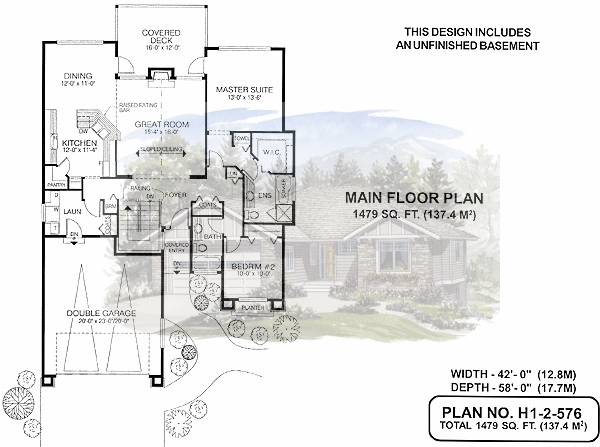 THIS DESIGN INCLUDES
AN UNFINISHED BASEMENT
COVERED
DECK
16'-0" x 12'-0"
DINING
12'-0" x 11'-0"
MASTER SUITE
13'-0" x 13'-6"
RAISED EATING
BAR
GREAT ROOM
15'-4" x 16'-0"
DW
KITCHEN
12'-0" x 11'-4"
SLOPED CEILING
TOWEL
W.I.C.
LIN
ENS
PANTRY
RAILING
DN
FOYER
COATS
LAUN
BRM
DN
BATH
COVERED
ENTRY
DN
BEDRM #2
10'-0" x 10'-0"
PLANTER
DOUBLE GARAGE
20'-0" x 23'-0"/20'-0"
MAIN FLOOR PLAN
1479 SQ. FT. (137.4 M²)
WIDTH - 42'- 0" (12.8M)
DEPTH - 58'- 0" (17.7M)
PLAN NO. H1-2-576
TOTAL 1479 SQ. FT. (137.4 M²)